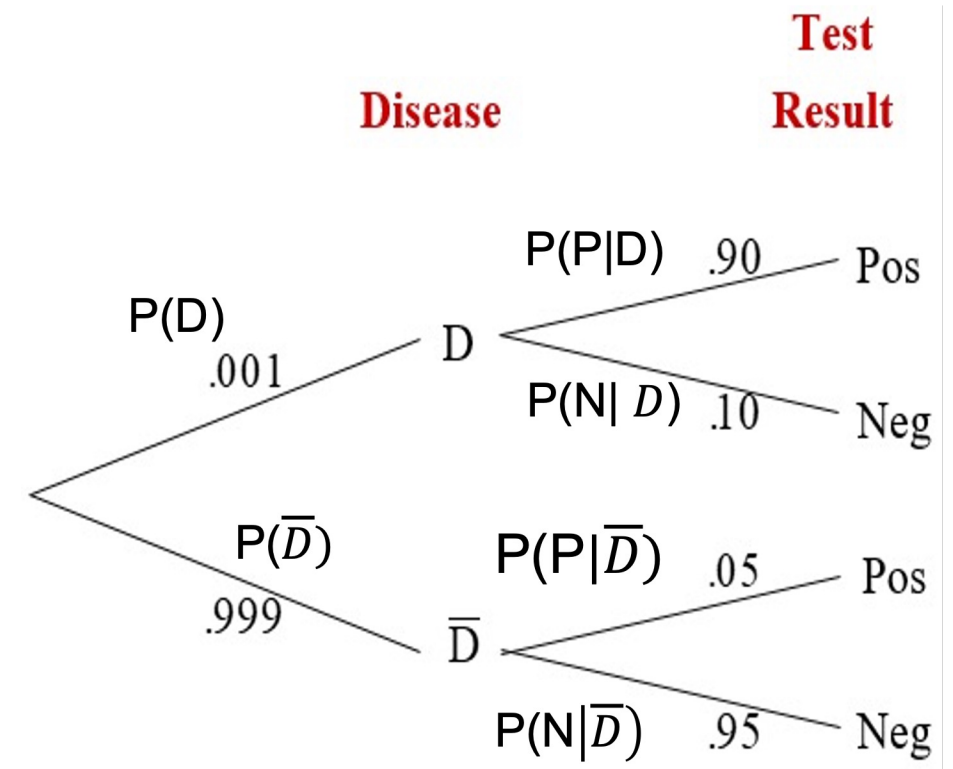 Test
Disease Result
P(P|D) .90 Pos
P(D)
.001 D
P(N| D) .10 Neg
P(D̅) P(P|D̅) .05 Pos
.999 D̅
P(N|D̅) .95 Neg